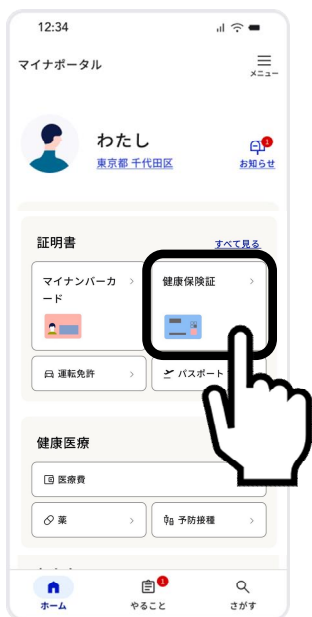 12:34
マイナポータル
メニュー
わたし
東京都 千代田区
1
お知らせ
証明書
すべて見る
マイナンバーカ
ード
健康保険証
運転免許
パスポート
健康医療
医療費
薬
予防接種
1
ホーム
やること
さがす